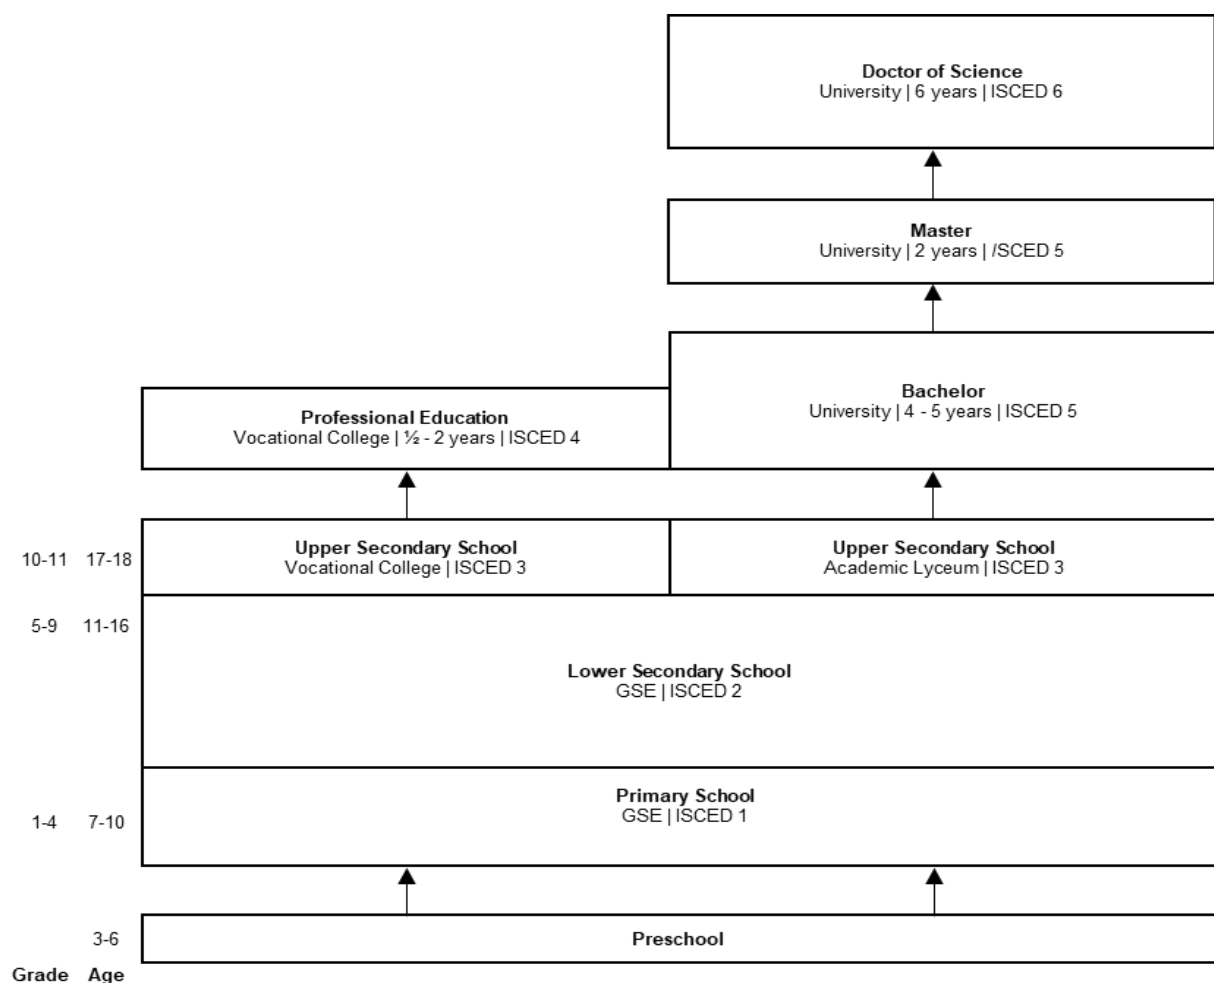 Doctor of Science
University | 6 years | ISCED 6
Master
University | 2 years | ISCED 5
Bachelor
University | 4 - 5 years | ISCED 5
Professional Education
Vocational College | ½ - 2 years | ISCED 4
10-11 17-18
Upper Secondary School
Vocational College | ISCED 3
Upper Secondary School
Academic Lyceum | ISCED 3
5-9 11-16
Lower Secondary School
GSE | ISCED 2
Primary School
GSE | ISCED 1
1-4 7-10
3-6
Preschool
Grade Age